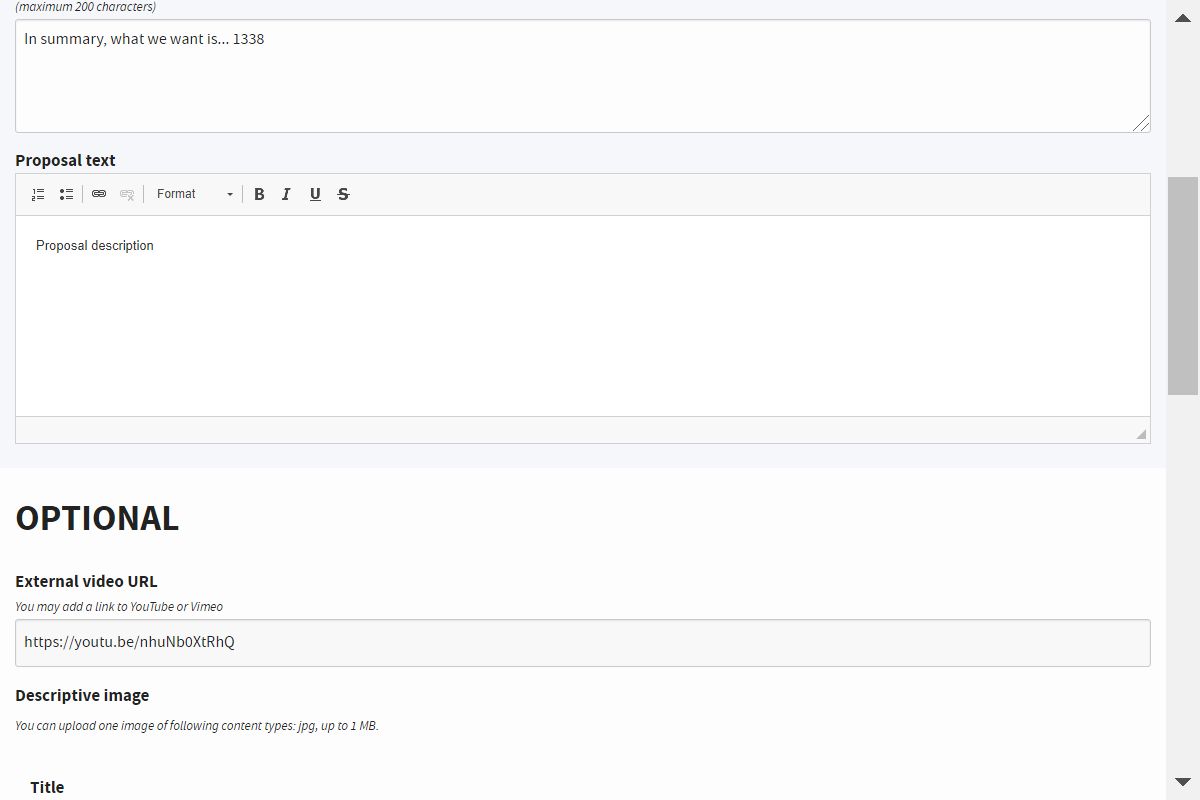 (maximum 200 characters)
In summary, what we want is... 1338
Proposal text
Format B I U S
Proposal description
OPTIONAL
External video URL
You may add a link to YouTube or Vimeo
https://youtu.be/nhuNb0XtRhQ
Descriptive image
You can upload one image of following content types: jpg, up to 1 MB.
Title